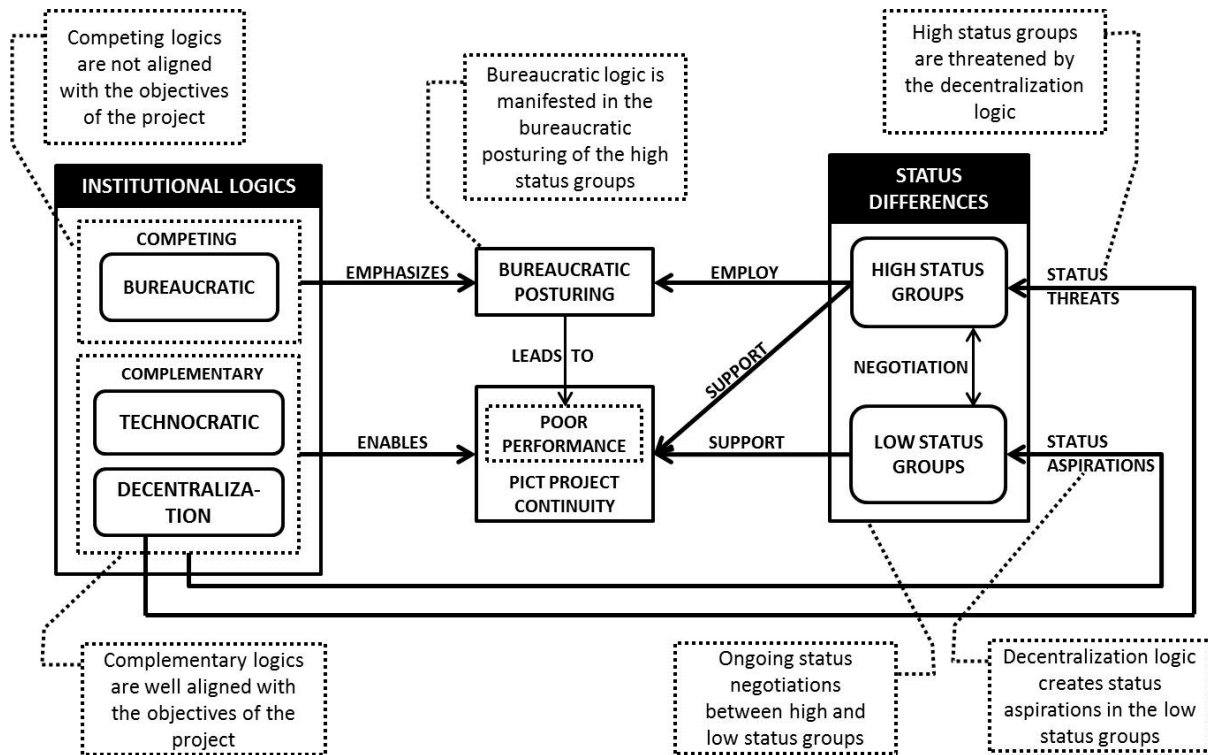 Competing logics
are not aligned
with the objectives
of the project
Bureaucratic logic is
manifested in the
bureaucratic
posturing of the high
status groups
High status groups
are threatened by
the decentralization
logic
INSTITUTIONAL LOGICS
COMPETING
BUREAUCRATIC
COMPLEMENTARY
TECHNOCRATIC
DECENTRALIZA-
TION
EMPHASIZES
ENABLES
BUREAUCRATIC
POSTURING
LEADS TO
POOR
PERFORMANCE
PICT PROJECT
CONTINUITY
EMPLOY
SUPPORT
SUPPORT
STATUS
DIFFERENCES
HIGH STATUS
GROUPS
NEGOTIATION
LOW STATUS
GROUPS
STATUS
THREATS
STATUS
ASPIRATIONS
Complementary logics
are well aligned with
the objectives of the
project
Ongoing status
negotiations
between high and
low status groups
Decentralization logic
creates status
aspirations in the low
status groups